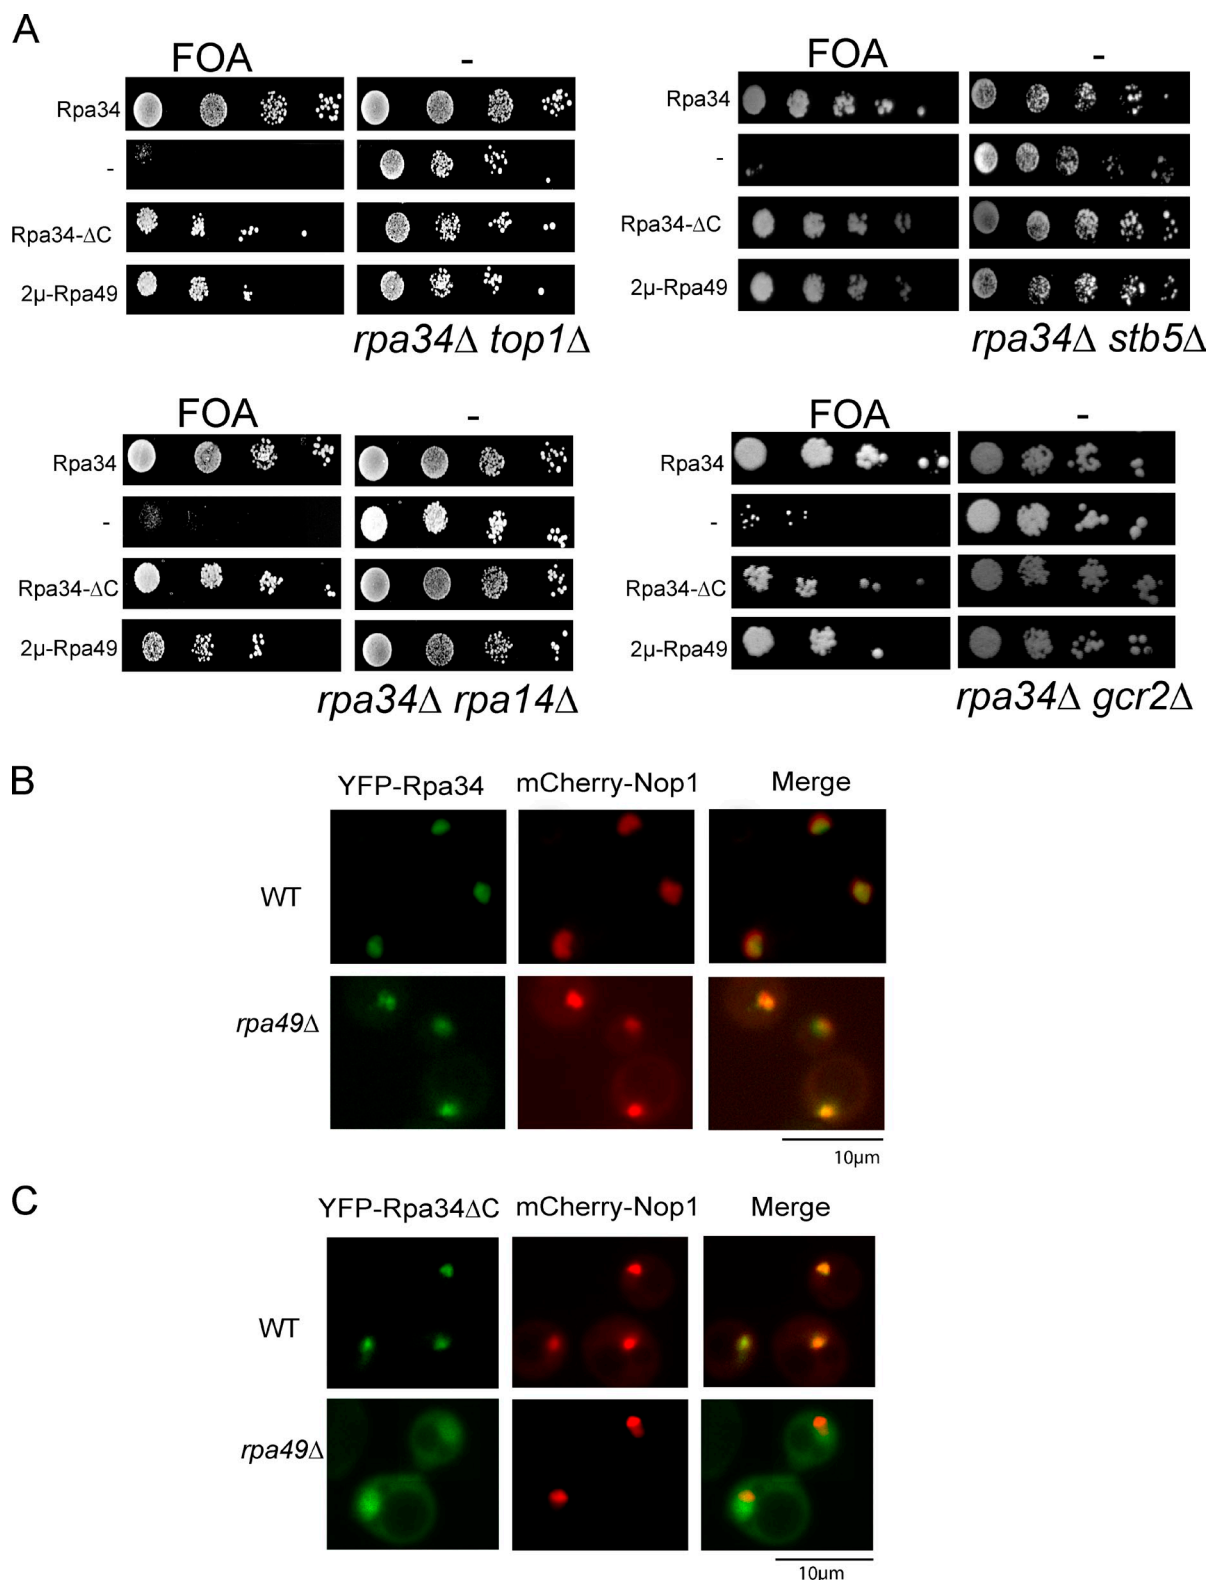 A
FOA -
Rpa34
-
Rpa34-ΔC
2µ-Rpa49
rpa34Δ top1Δ
FOA -
Rpa34
-
Rpa34-ΔC
2µ-Rpa49
rpa34Δ stb5Δ
FOA -
Rpa34
-
Rpa34-ΔC
2µ-Rpa49
rpa34Δ rpa14Δ
FOA -
Rpa34
-
Rpa34-ΔC
2µ-Rpa49
rpa34Δ gcr2Δ
B
YFP-Rpa34 mCherry-Nop1 Merge
WT
rpa49Δ
10µm
C
YFP-Rpa34ΔC mCherry-Nop1 Merge
WT
rpa49Δ
10µm